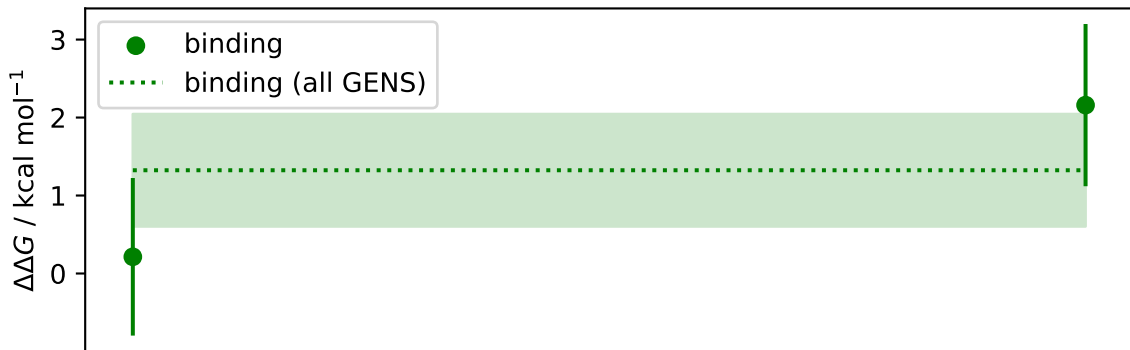 3
binding
binding (all GENS)
2
1
0
ΔΔG / kcal mol⁻¹